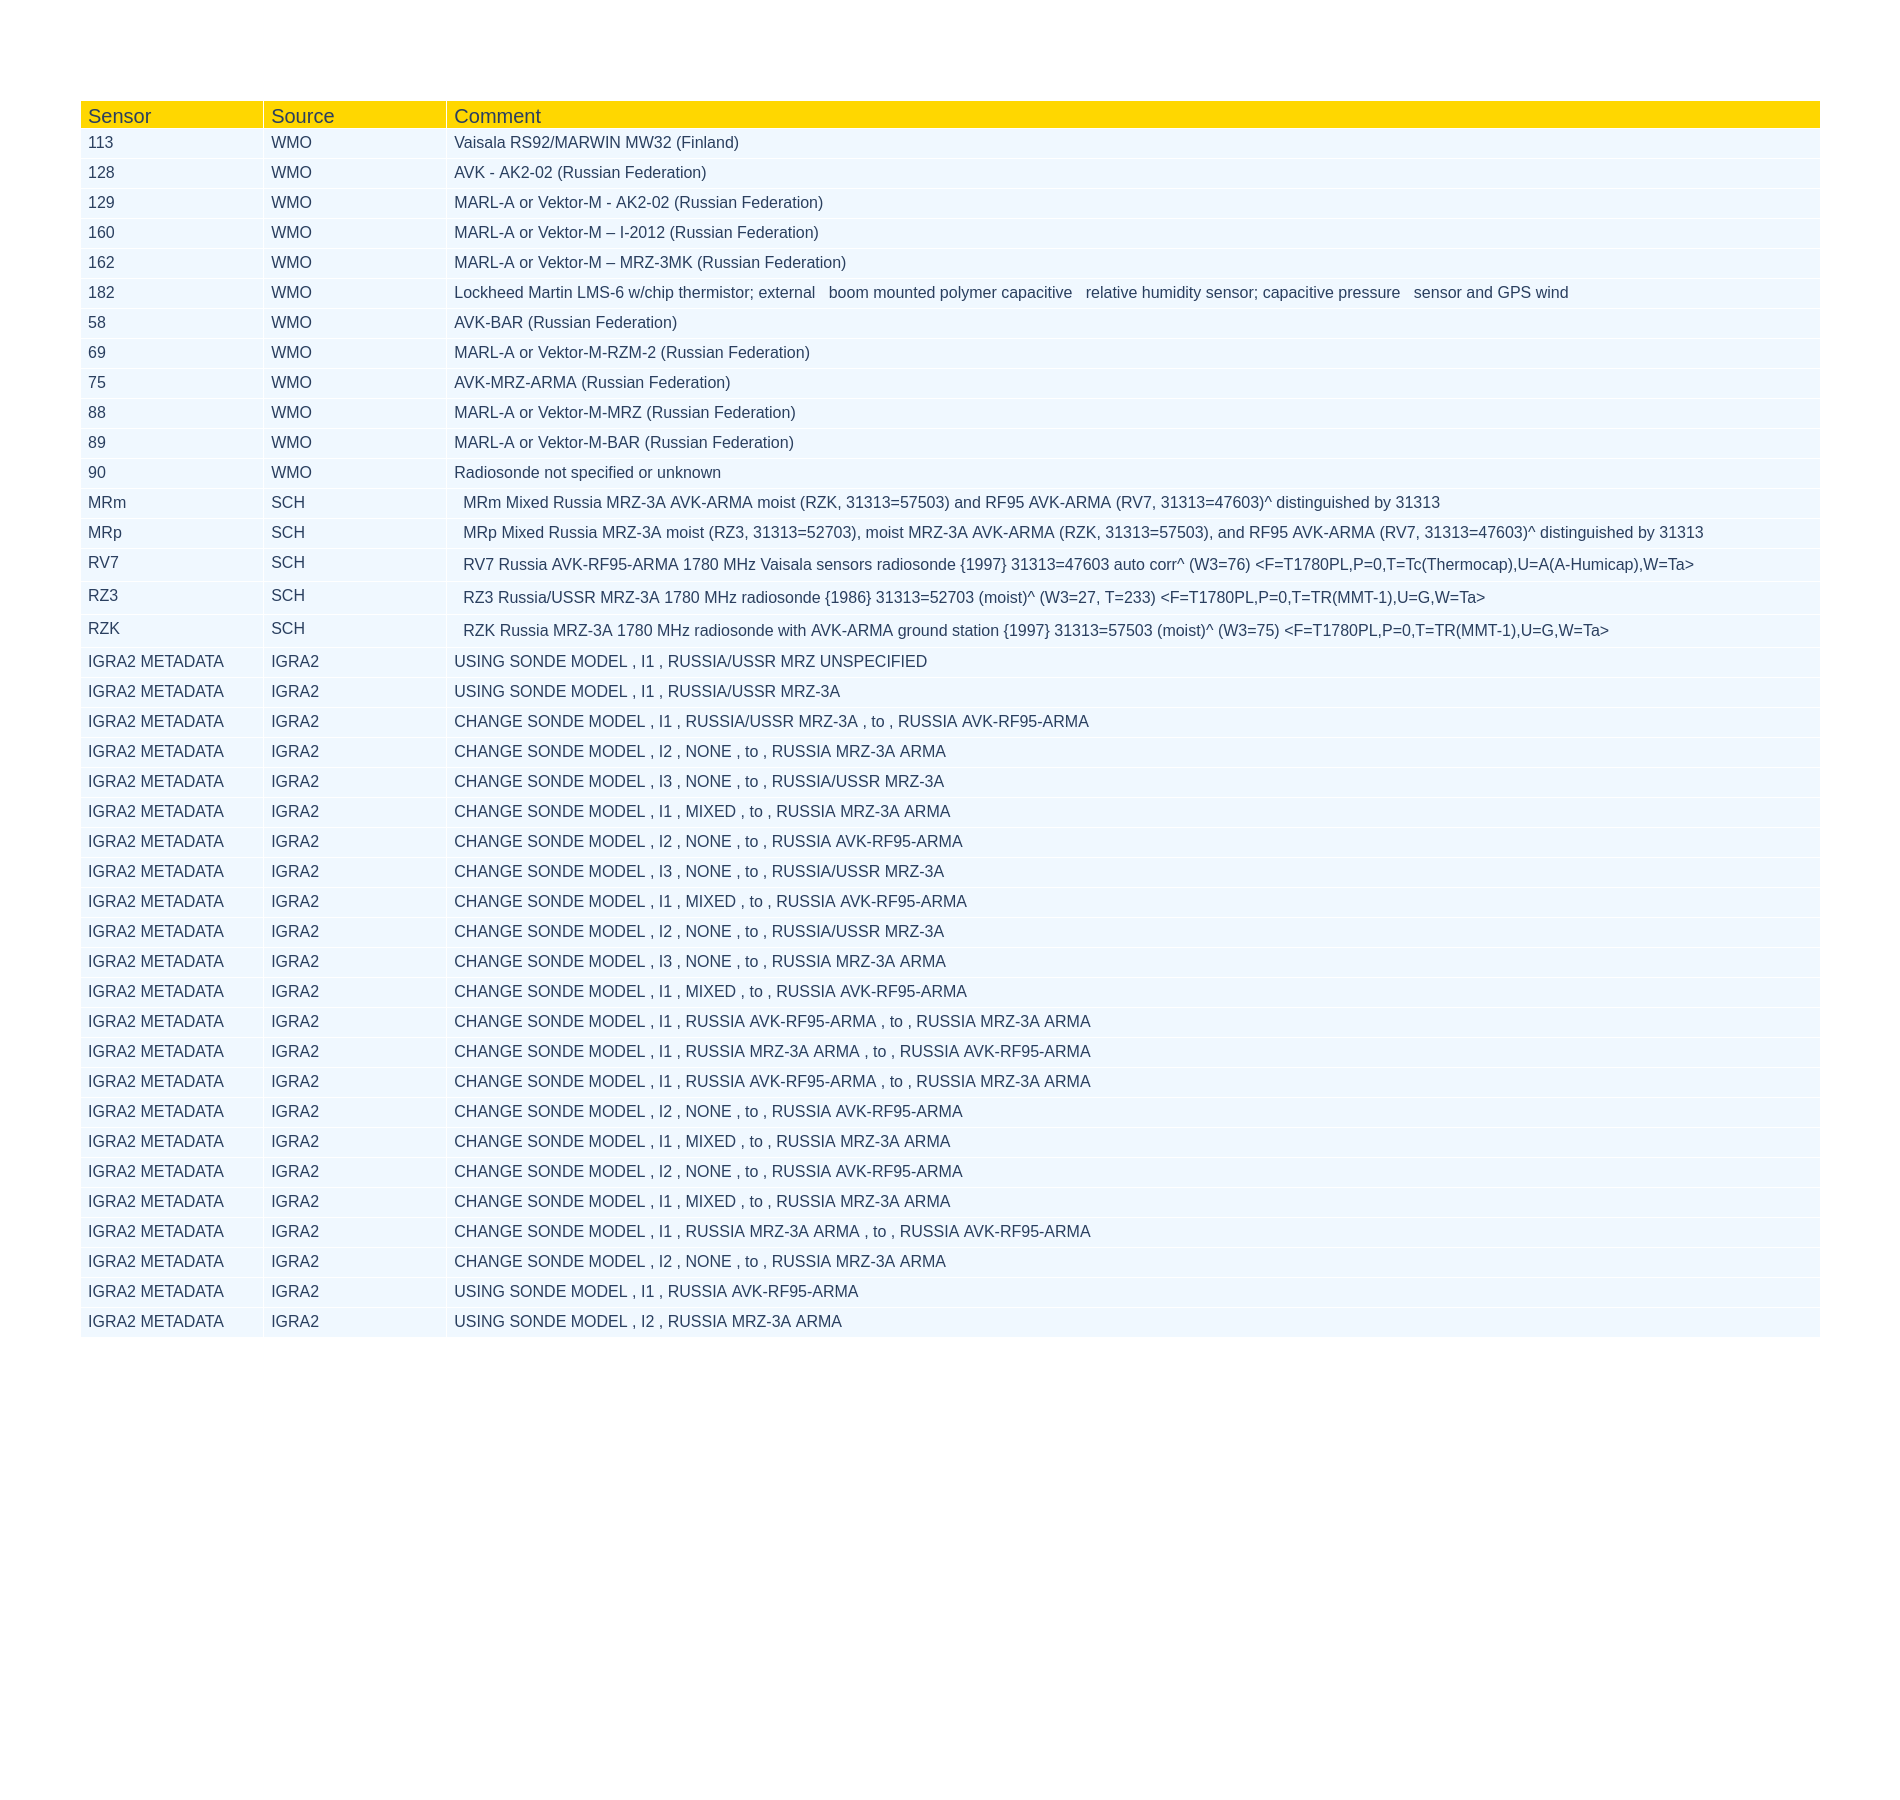 Sensor Source Comment
113 WMO Vaisala RS92/MARWIN MW32 (Finland)
128 WMO AVK - AK2-02 (Russian Federation)
129 WMO MARL-A or Vektor-M - AK2-02 (Russian Federation)
160 WMO MARL-A or Vektor-M – I-2012 (Russian Federation)
162 WMO MARL-A or Vektor-M – MRZ-3MK (Russian Federation)
182 WMO Lockheed Martin LMS-6 w/chip thermistor; external boom mounted polymer capacitive relative humidity sensor; capacitive pressure sensor and GPS wind
58 WMO AVK-BAR (Russian Federation)
69 WMO MARL-A or Vektor-M-RZM-2 (Russian Federation)
75 WMO AVK-MRZ-ARMA (Russian Federation)
88 WMO MARL-A or Vektor-M-MRZ (Russian Federation)
89 WMO MARL-A or Vektor-M-BAR (Russian Federation)
90 WMO Radiosonde not specified or unknown
MRm SCH MRm Mixed Russia MRZ-3A AVK-ARMA moist (RZK, 31313=57503) and RF95 AVK-ARMA (RV7, 31313=47603)^ distinguished by 31313
MRp SCH MRp Mixed Russia MRZ-3A moist (RZ3, 31313=52703), moist MRZ-3A AVK-ARMA (RZK, 31313=57503), and RF95 AVK-ARMA (RV7, 31313=47603)^ distinguished by 31313
RV7 SCH RV7 Russia AVK-RF95-ARMA 1780 MHz Vaisala sensors radiosonde {1997} 31313=47603 auto corr^ (W3=76) <F=T1780PL,P=0,T=Tc(Thermocap),U=A(A-Humicap),W=Ta>
RZ3 SCH RZ3 Russia/USSR MRZ-3A 1780 MHz radiosonde {1986} 31313=52703 (moist)^ (W3=27, T=233) <F=T1780PL,P=0,T=TR(MMT-1),U=G,W=Ta>
RZK SCH RZK Russia MRZ-3A 1780 MHz radiosonde with AVK-ARMA ground station {1997} 31313=57503 (moist)^ (W3=75) <F=T1780PL,P=0,T=TR(MMT-1),U=G,W=Ta>
IGRA2 METADATA IGRA2 USING SONDE MODEL , I1 , RUSSIA/USSR MRZ UNSPECIFIED
IGRA2 METADATA IGRA2 USING SONDE MODEL , I1 , RUSSIA/USSR MRZ-3A
IGRA2 METADATA IGRA2 CHANGE SONDE MODEL , I1 , RUSSIA/USSR MRZ-3A , to , RUSSIA AVK-RF95-ARMA
IGRA2 METADATA IGRA2 CHANGE SONDE MODEL , I2 , NONE , to , RUSSIA MRZ-3A ARMA
IGRA2 METADATA IGRA2 CHANGE SONDE MODEL , I3 , NONE , to , RUSSIA/USSR MRZ-3A
IGRA2 METADATA IGRA2 CHANGE SONDE MODEL , I1 , MIXED , to , RUSSIA MRZ-3A ARMA
IGRA2 METADATA IGRA2 CHANGE SONDE MODEL , I2 , NONE , to , RUSSIA AVK-RF95-ARMA
IGRA2 METADATA IGRA2 CHANGE SONDE MODEL , I3 , NONE , to , RUSSIA/USSR MRZ-3A
IGRA2 METADATA IGRA2 CHANGE SONDE MODEL , I1 , MIXED , to , RUSSIA AVK-RF95-ARMA
IGRA2 METADATA IGRA2 CHANGE SONDE MODEL , I2 , NONE , to , RUSSIA/USSR MRZ-3A
IGRA2 METADATA IGRA2 CHANGE SONDE MODEL , I3 , NONE , to , RUSSIA MRZ-3A ARMA
IGRA2 METADATA IGRA2 CHANGE SONDE MODEL , I1 , MIXED , to , RUSSIA AVK-RF95-ARMA
IGRA2 METADATA IGRA2 CHANGE SONDE MODEL , I1 , RUSSIA AVK-RF95-ARMA , to , RUSSIA MRZ-3A ARMA
IGRA2 METADATA IGRA2 CHANGE SONDE MODEL , I1 , RUSSIA MRZ-3A ARMA , to , RUSSIA AVK-RF95-ARMA
IGRA2 METADATA IGRA2 CHANGE SONDE MODEL , I1 , RUSSIA AVK-RF95-ARMA , to , RUSSIA MRZ-3A ARMA
IGRA2 METADATA IGRA2 CHANGE SONDE MODEL , I2 , NONE , to , RUSSIA AVK-RF95-ARMA
IGRA2 METADATA IGRA2 CHANGE SONDE MODEL , I1 , MIXED , to , RUSSIA MRZ-3A ARMA
IGRA2 METADATA IGRA2 CHANGE SONDE MODEL , I2 , NONE , to , RUSSIA AVK-RF95-ARMA
IGRA2 METADATA IGRA2 CHANGE SONDE MODEL , I1 , MIXED , to , RUSSIA MRZ-3A ARMA
IGRA2 METADATA IGRA2 CHANGE SONDE MODEL , I1 , RUSSIA MRZ-3A ARMA , to , RUSSIA AVK-RF95-ARMA
IGRA2 METADATA IGRA2 CHANGE SONDE MODEL , I2 , NONE , to , RUSSIA MRZ-3A ARMA
IGRA2 METADATA IGRA2 USING SONDE MODEL , I1 , RUSSIA AVK-RF95-ARMA
IGRA2 METADATA IGRA2 USING SONDE MODEL , I2 , RUSSIA MRZ-3A ARMA